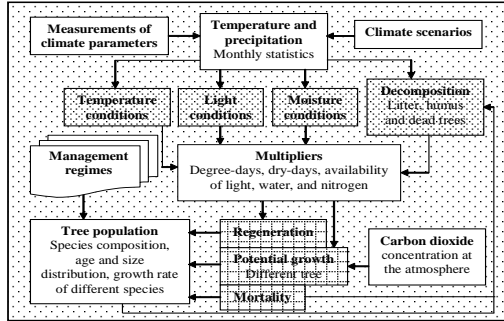 Measurements of
climate parameters
Temperature and
precipitation
Monthly statistics
Climate scenarios
Temperature
conditions
Light
conditions
Moisture
conditions
Decomposition
Litter, humus
and dead trees
Management
regimes
Multipliers
Degree-days, dry-days, availability
of light, water, and nitrogen
Tree population
Species composition,
age and size
distribution, growth rate
of different species
Regeneration
Potential growth
Different tree
Mortality
Carbon dioxide
concentration at
the atmosphere